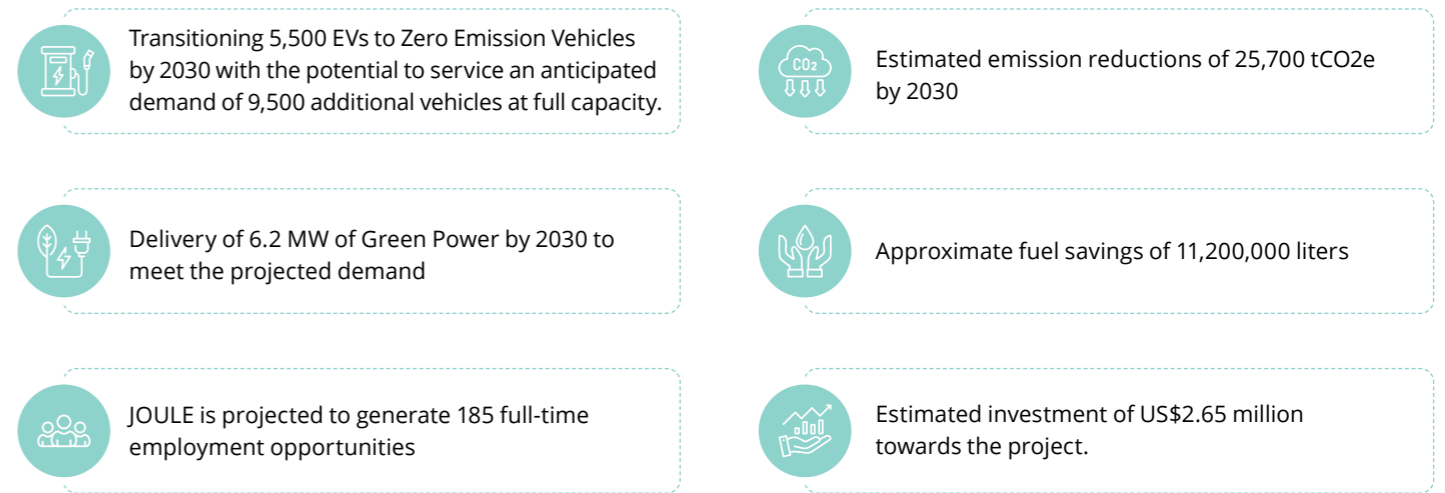 Transitioning 5,500 EVs to Zero Emission Vehicles
by 2030 with the potential to service an anticipated
demand of 9,500 additional vehicles at full capacity.
CO2
Estimated emission reductions of 25,700 tCO2e
by 2030
Delivery of 6.2 MW of Green Power by 2030 to
meet the projected demand
Approximate fuel savings of 11,200,000 liters
JOULE is projected to generate 185 full-time
employment opportunities
Estimated investment of US$2.65 million
towards the project.